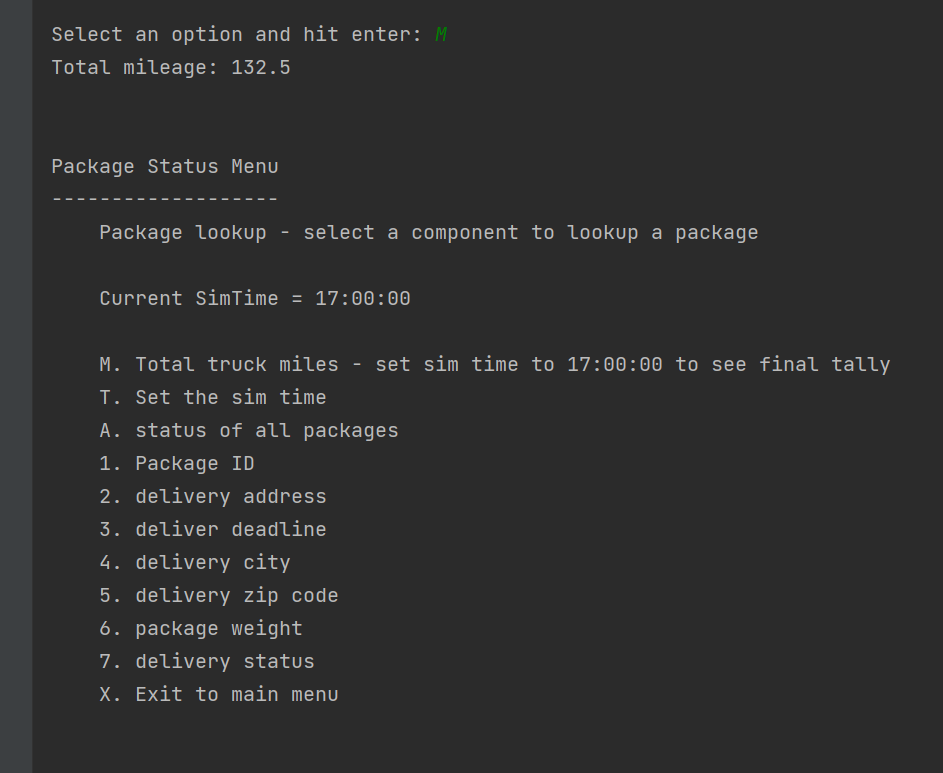 Select an option and hit enter: M
Total mileage: 132.5
Package Status Menu
-------------------
Package lookup - select a component to lookup a package
Current SimTime = 17:00:00
M. Total truck miles - set sim time to 17:00:00 to see final tally
T. Set the sim time
A. status of all packages
1. Package ID
2. delivery address
3. deliver deadline
4. delivery city
5. delivery zip code
6. package weight
7. delivery status
X. Exit to main menu